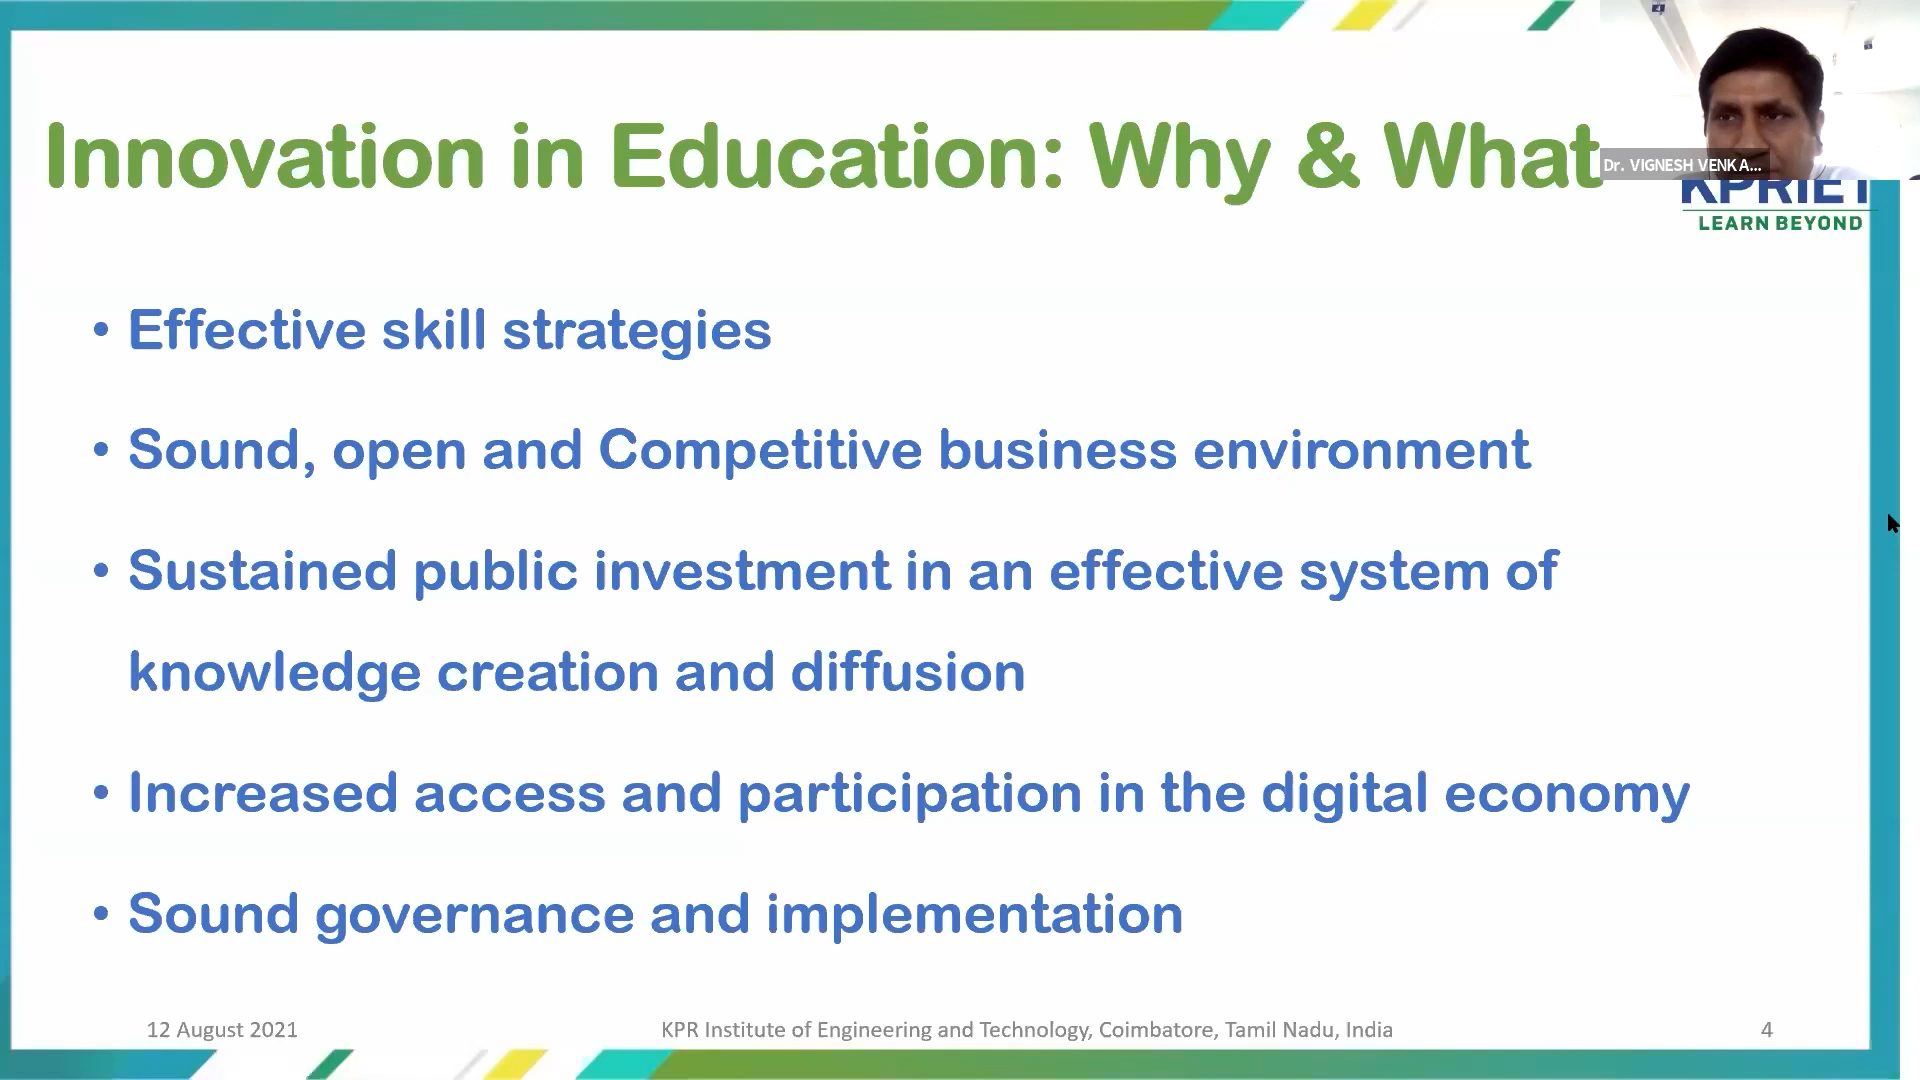 Innovation in Education: Why & What
Dr. VIGNESH VENKA...
KPRIET
LEARN BEYOND
• Effective skill strategies
• Sound, open and Competitive business environment
• Sustained public investment in an effective system of
knowledge creation and diffusion
• Increased access and participation in the digital economy
• Sound governance and implementation
12 August 2021
KPR Institute of Engineering and Technology, Coimbatore, Tamil Nadu, India
4